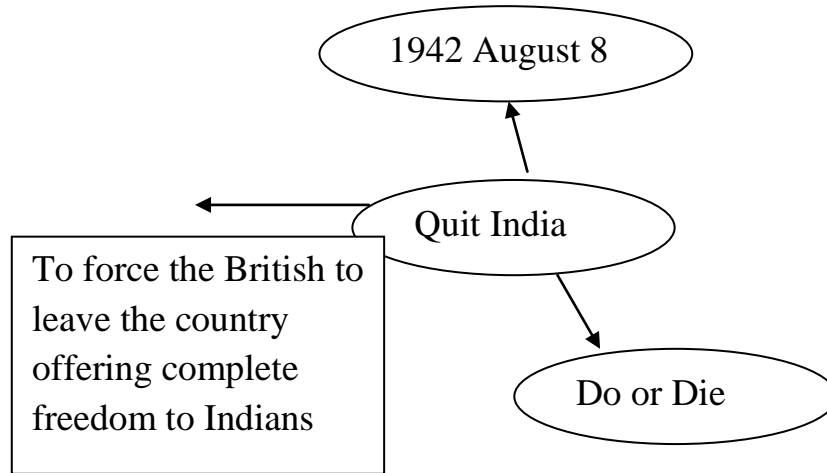 1942 August 8
Quit India
To force the British to
leave the country
offering complete
freedom to Indians
Do or Die